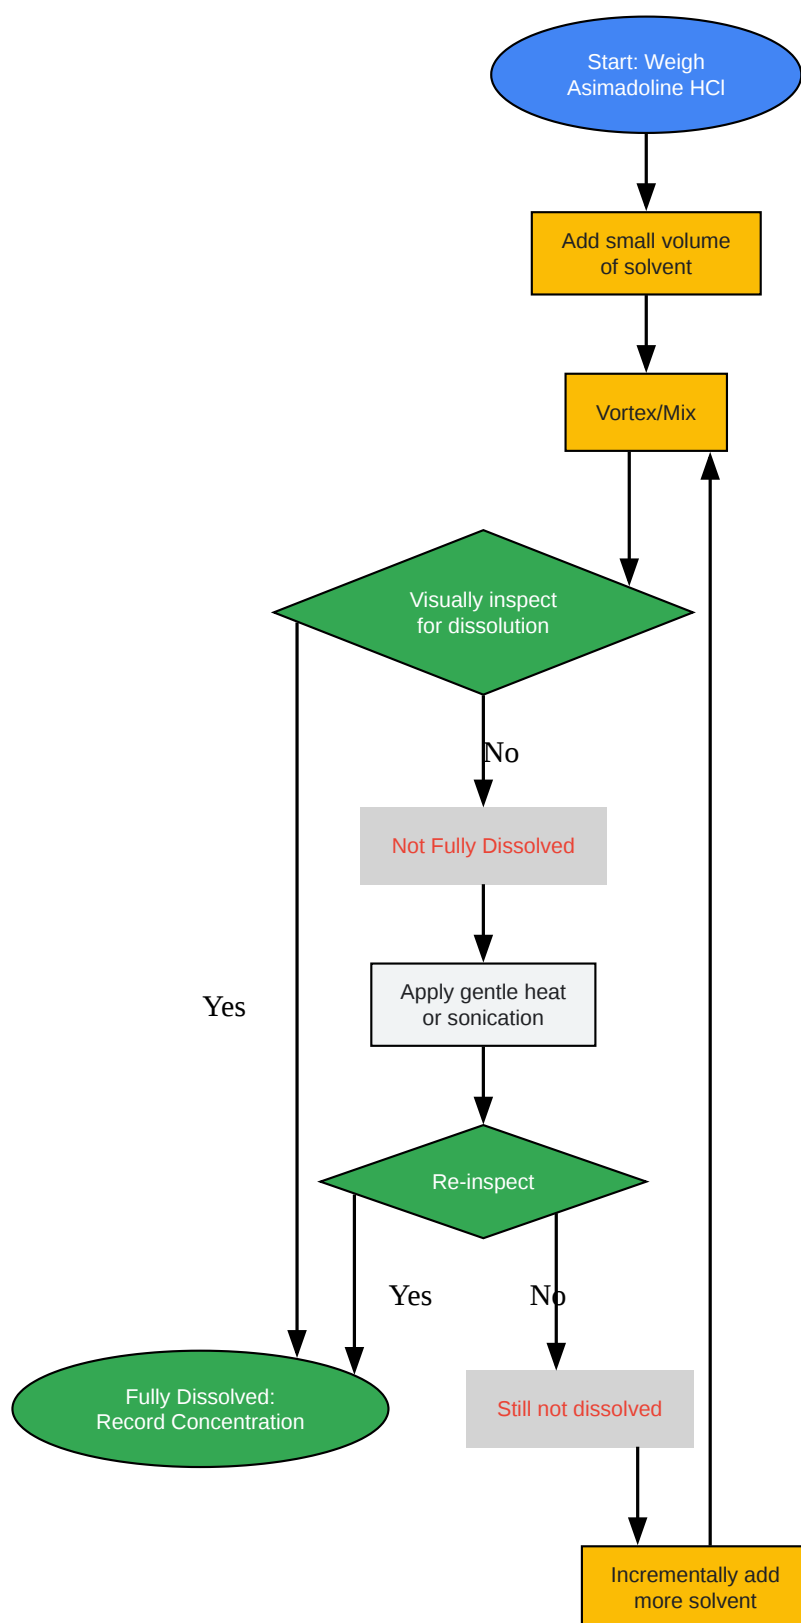 Start: Weigh
Asimadoline HCl
Add small volume
of solvent
Vortex/Mix
Visually inspect
for dissolution
No
Not Fully Dissolved
Yes
Apply gentle heat
or sonication
Re-inspect
Yes
No
Fully Dissolved:
Record Concentration
Still not dissolved
Incrementally add
more solvent